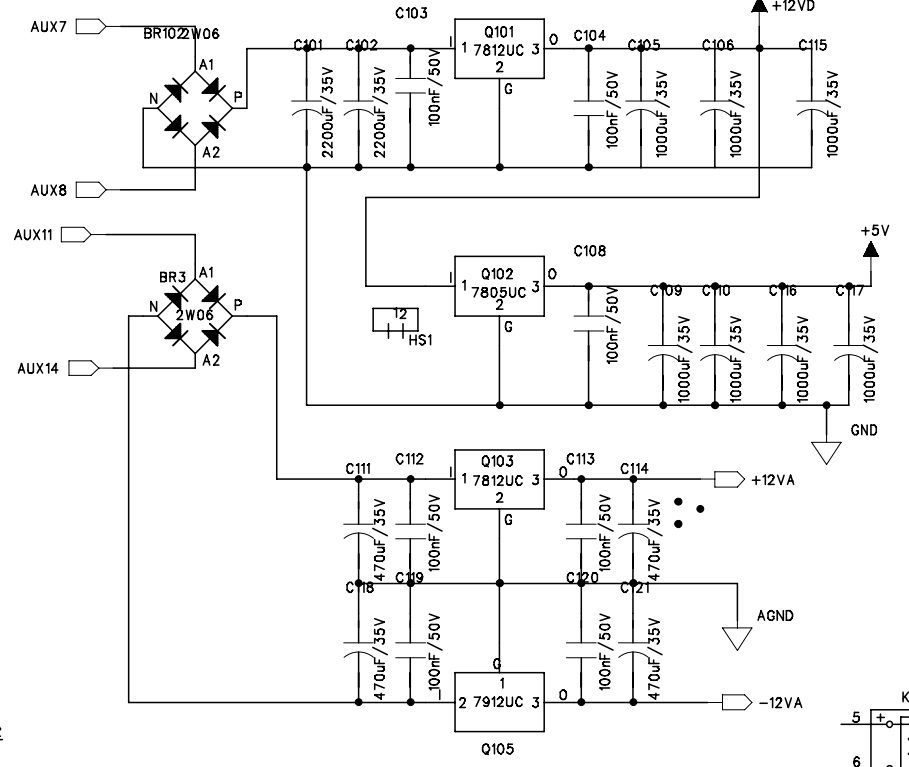 AUX7
BR102 2W06
A1
N
P
A2
AUX8
C101
2200uF/35V
C102
2200uF/35V
C103
100nF/50V
I
Q101
1 7812UC 3
2
O
G
C104
100nF/50V
C105
1000uF/35V
C106
1000uF/35V
+12VD
C115
1000uF/35V
AUX11
BR3
A1
N
2W06
P
A2
AUX14
12
HS1
I
Q102
1 7805UC 3
2
O
G
C108
100nF/50V
C109
1000uF/35V
C110
1000uF/35V
C116
1000uF/35V
C117
1000uF/35V
+5V
GND
C111
470uF/35V
C112
100nF/50V
I
Q103
1 7812UC 3
2
O
G
C113
100nF/50V
C114
470uF/35V
+12VA
C118
470uF/35V
C119
100nF/50V
I
G
1
2 7912UC 3
O
Q105
C120
100nF/50V
C121
470uF/35V
AGND
-12VA
K
5
+
6